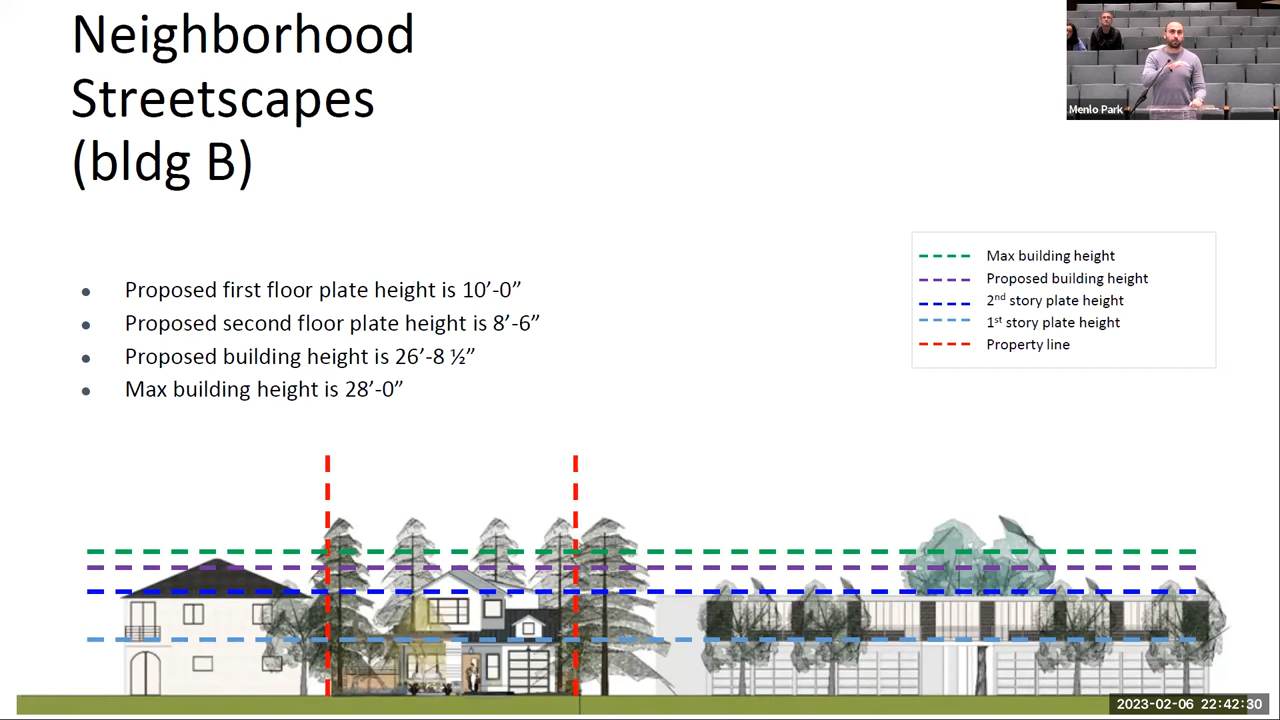 Neighborhood
Streetscapes
(bldg B)
Menlo Park
Max building height
Proposed building height
2nd story plate height
1st story plate height
Property line
• Proposed first floor plate height is 10’-0”
• Proposed second floor plate height is 8’-6”
• Proposed building height is 26’-8 ½”
• Max building height is 28’-0”
2023-02-06 22:42:30